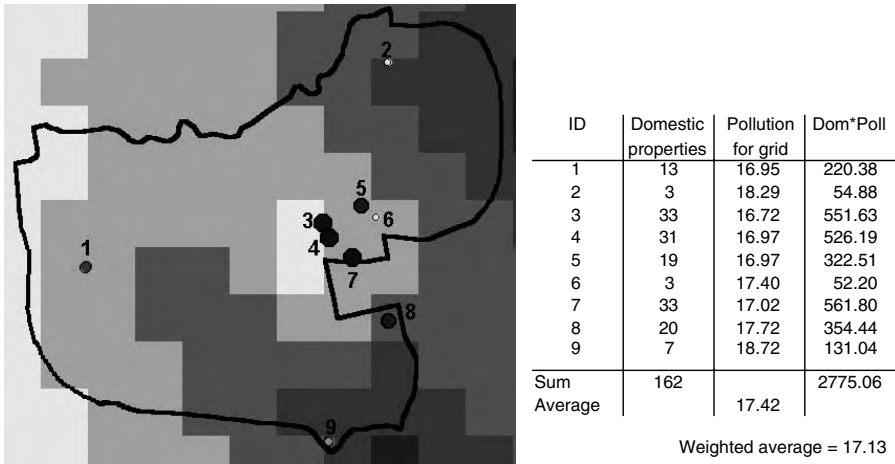 2
5
3
6
4
1
7
8
9
ID Domestic properties Pollution for grid Dom*Poll
1 13 16.95 220.38
2 3 18.29 54.88
3 33 16.72 551.63
4 31 16.97 526.19
5 19 16.97 322.51
6 3 17.40 52.20
7 33 17.02 561.80
8 20 17.72 354.44
9 7 18.72 131.04
Sum 162 2775.06
Average 17.42
Weighted average = 17.13